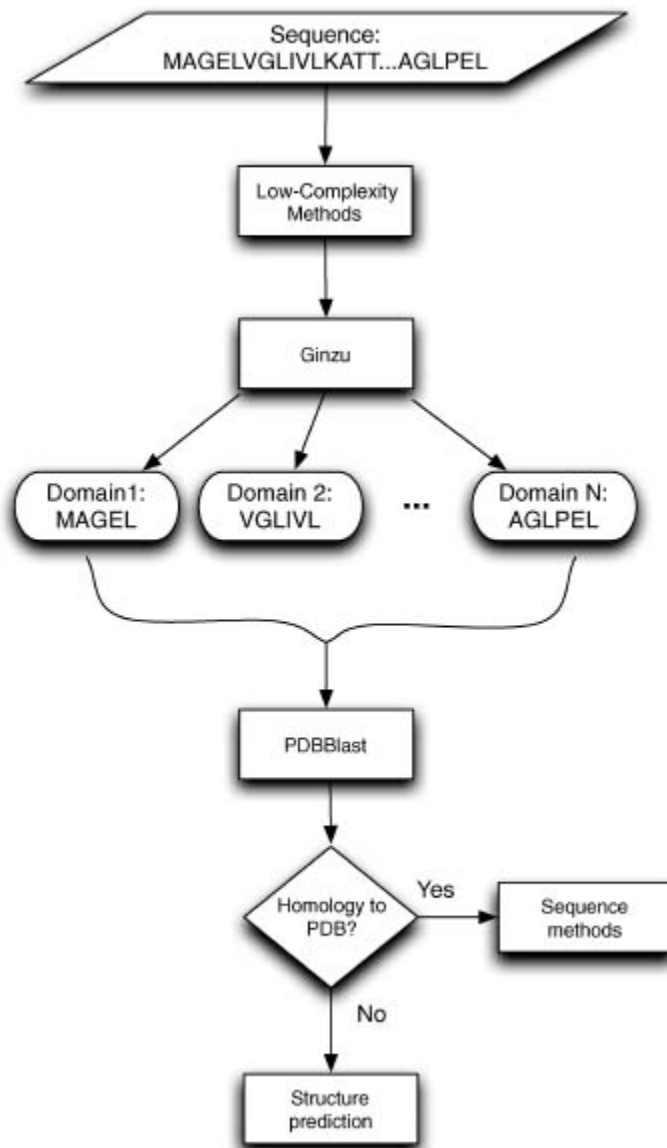 Sequence:
MAGELVGLIVLKATT...AGLPEL
Low-Complexity
Methods
Ginzu
Domain1:
MAGEL
Domain 2:
VGLIVL
...
Domain N:
AGLPEL
PDBBlast
Homology to
PDB?
Yes
Sequence
methods
No
Structure
prediction